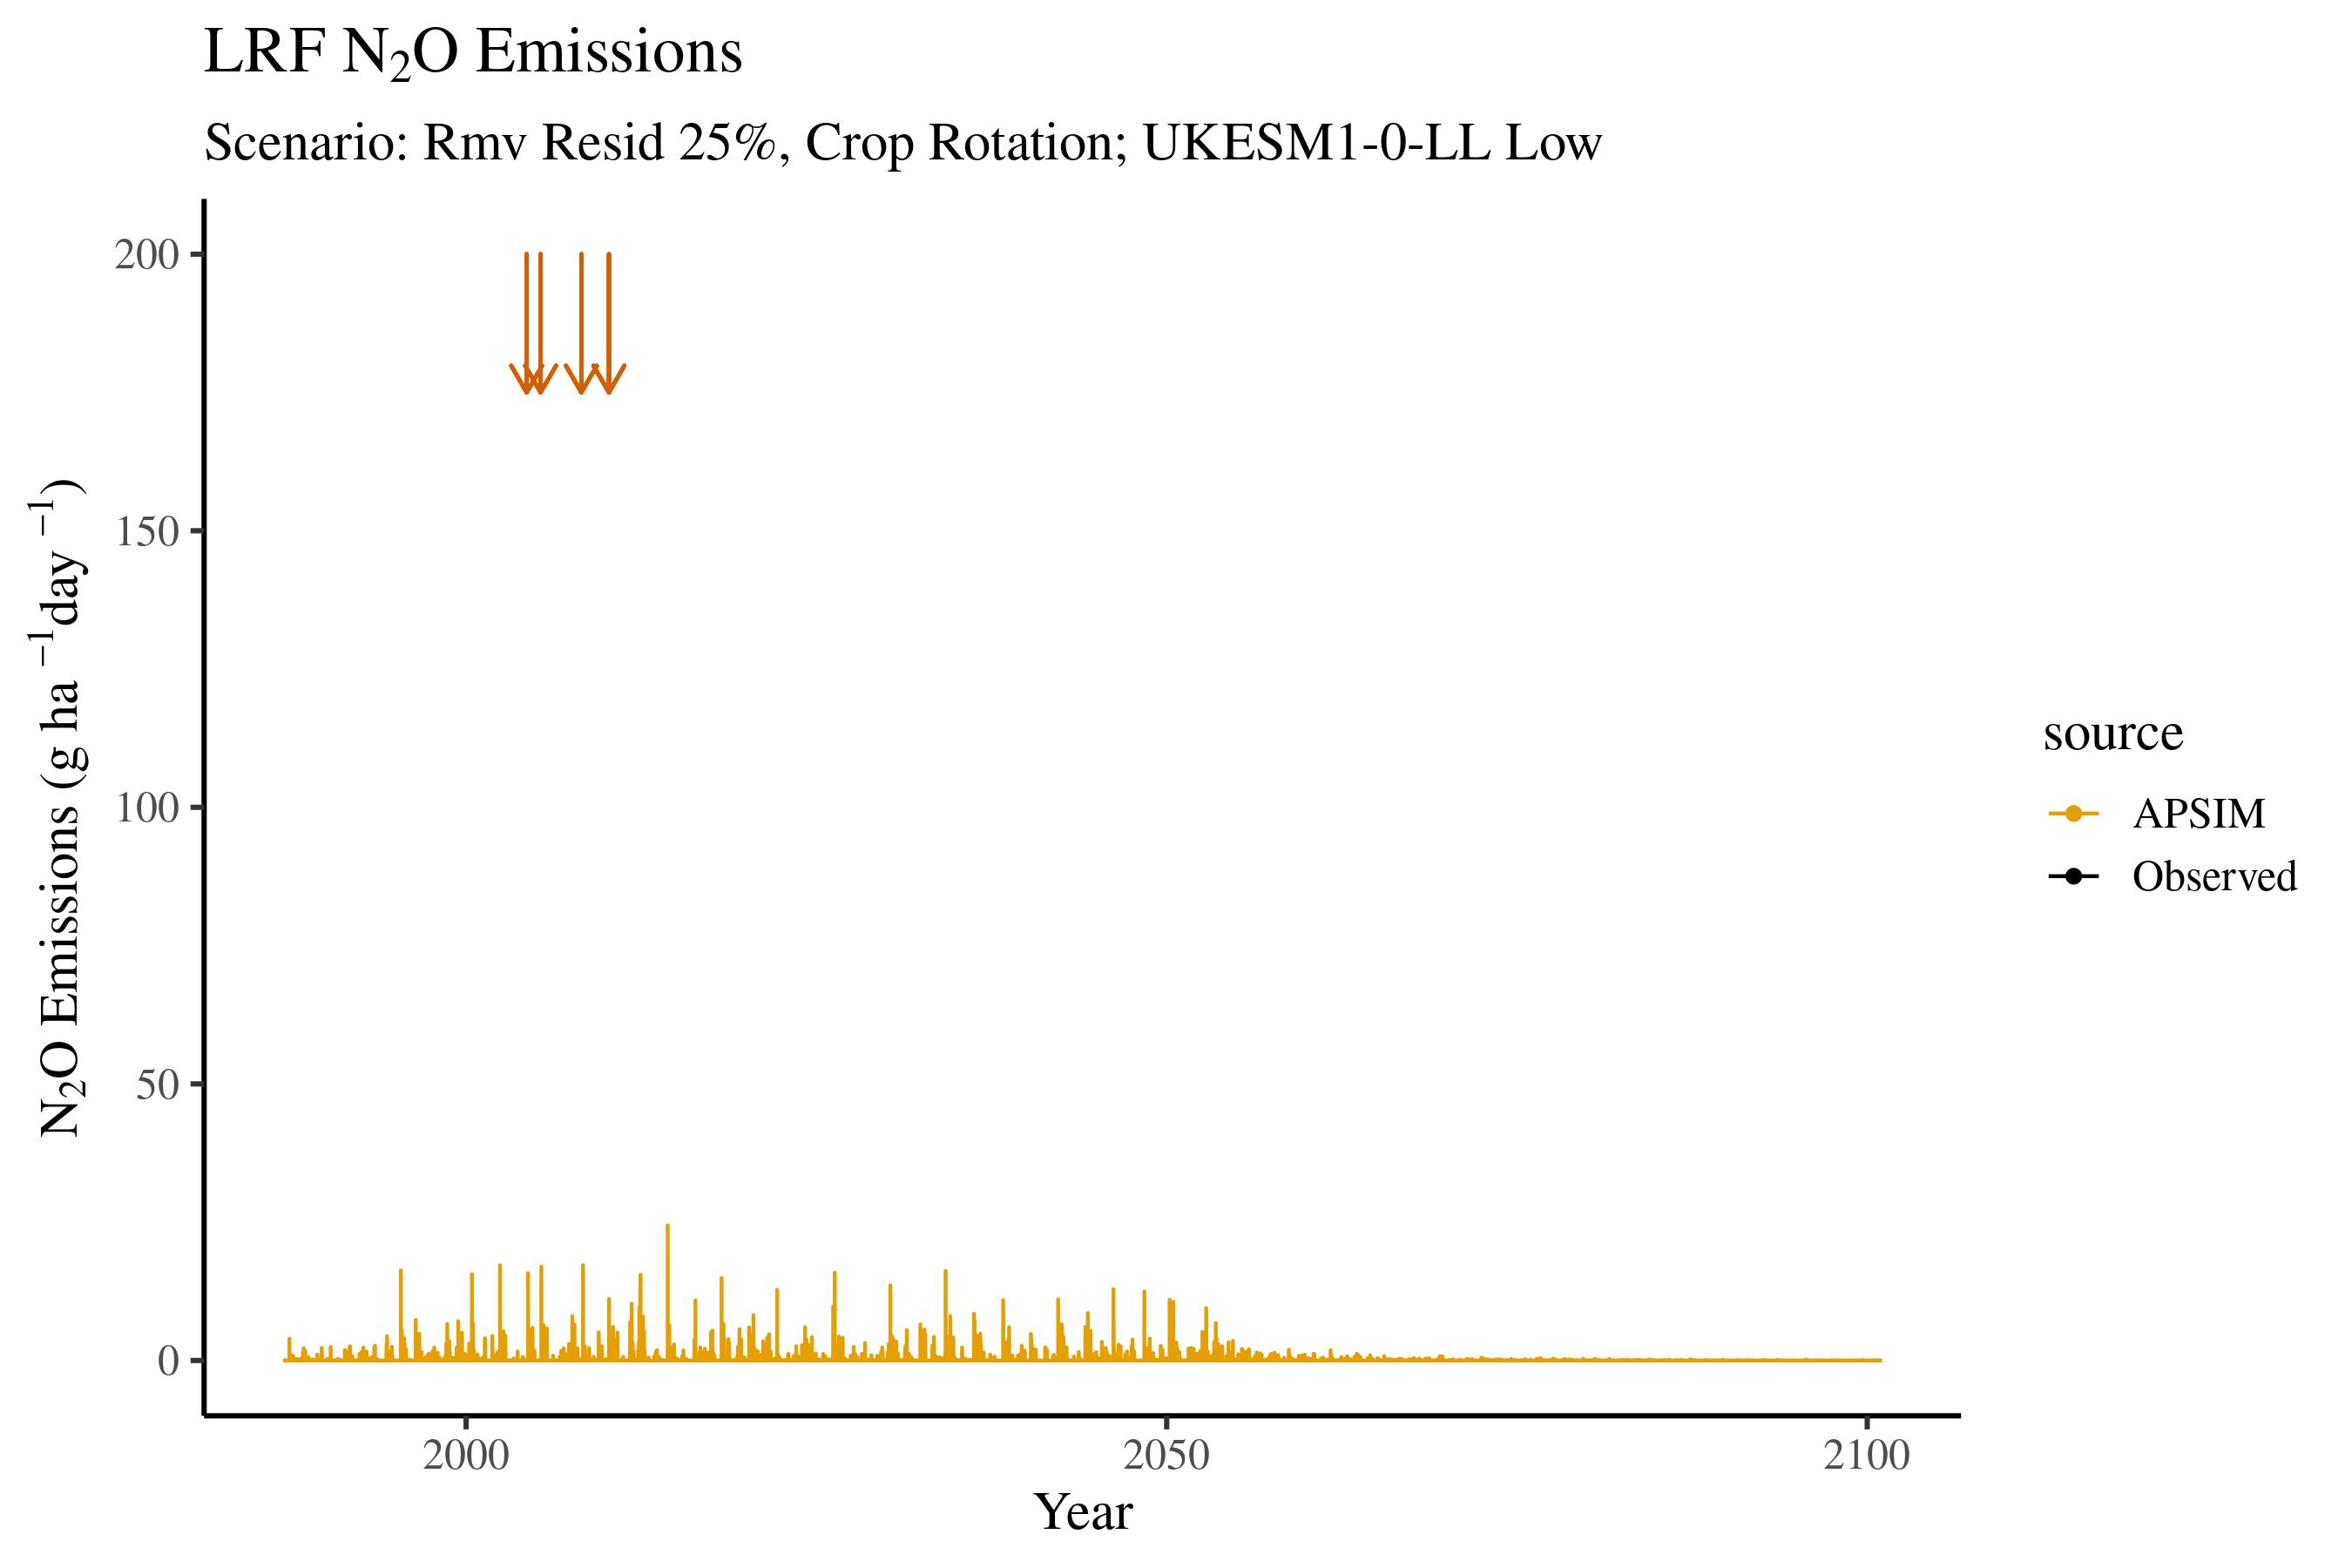 LRF N₂O Emissions
Scenario: Rmv Resid 25%, Crop Rotation; UKESM1-0-LL Low
N₂O Emissions (g ha ⁻¹day ⁻¹)
200
150
100
50
0
2000
2050
2100
Year
source
APSIM
Observed